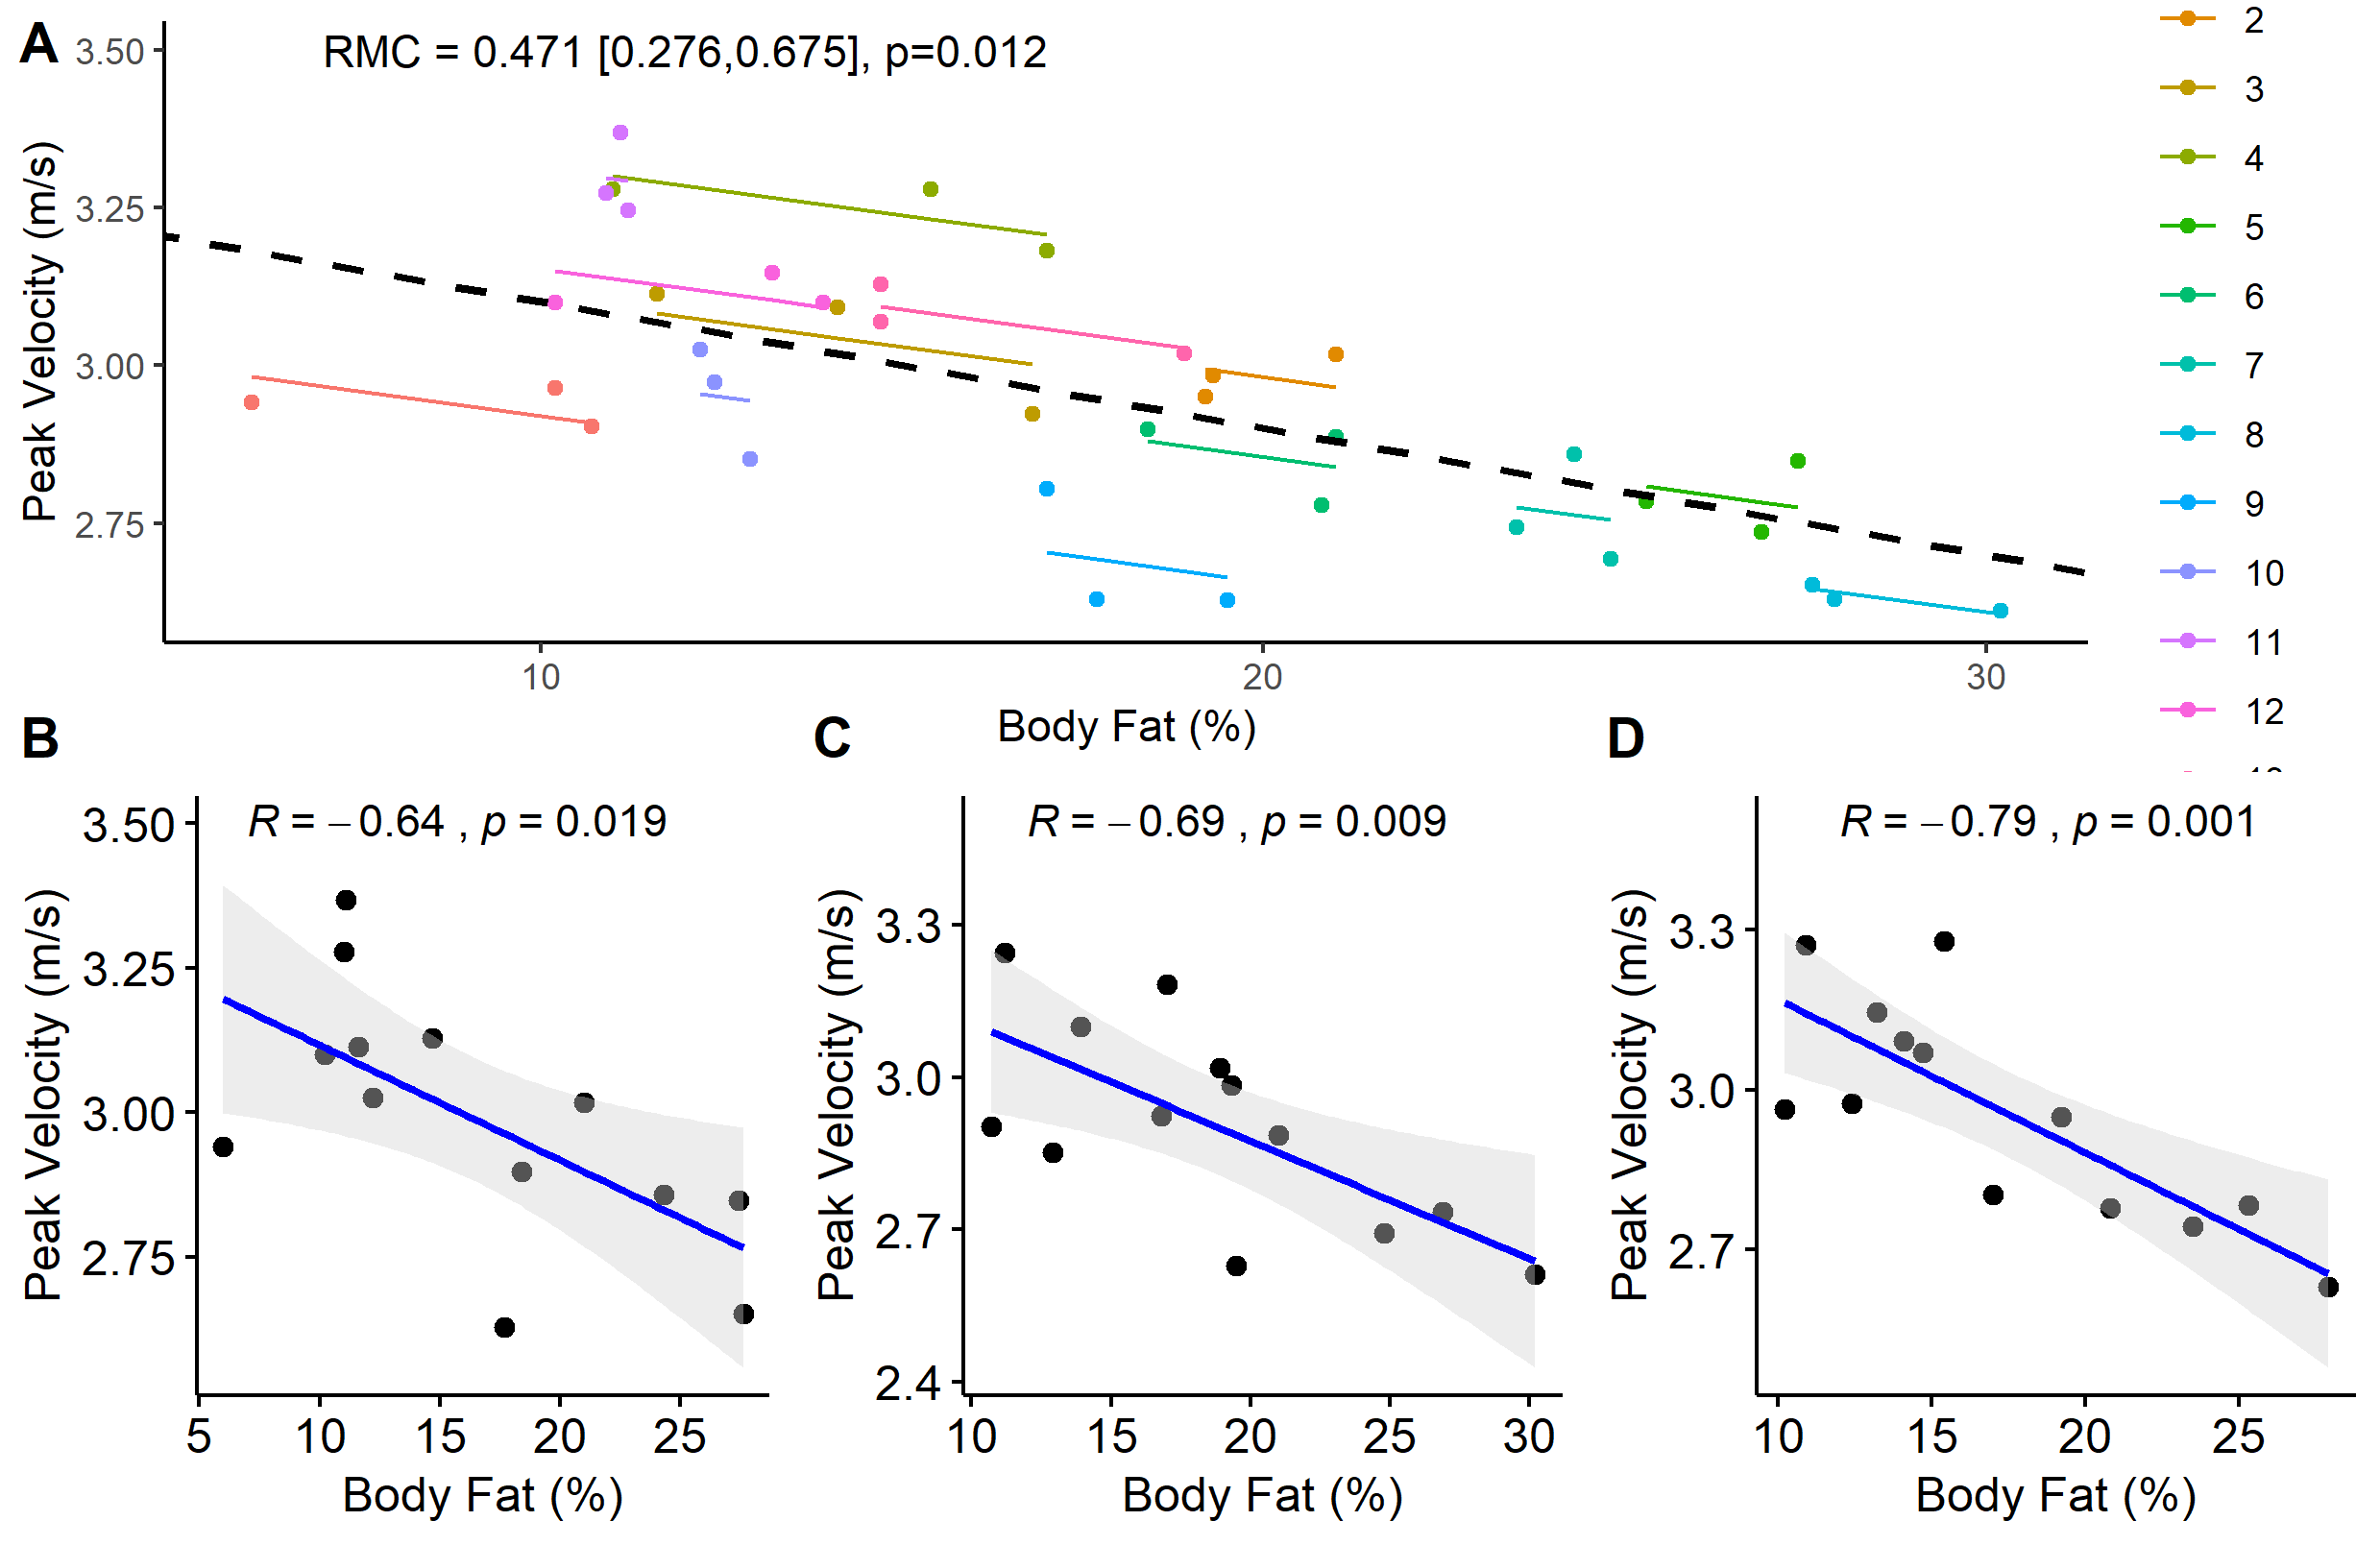 A
RMC = 0.471 [0.276,0.675], p=0.012
3.50
3.25
3.00
2.75
Peak Velocity (m/s)
10
20
30
Body Fat (%)
2
3
4
5
6
7
8
9
10
11
12
B
R = −0.64 , p = 0.019
3.50
3.25
3.00
2.75
Peak Velocity (m/s)
5 10 15 20 25
Body Fat (%)
C
R = −0.69 , p = 0.009
3.3
3.0
2.7
2.4
Peak Velocity (m/s)
10 15 20 25 30
Body Fat (%)
D
R = −0.79 , p = 0.001
3.3
3.0
2.7
Peak Velocity (m/s)
10 15 20 25
Body Fat (%)